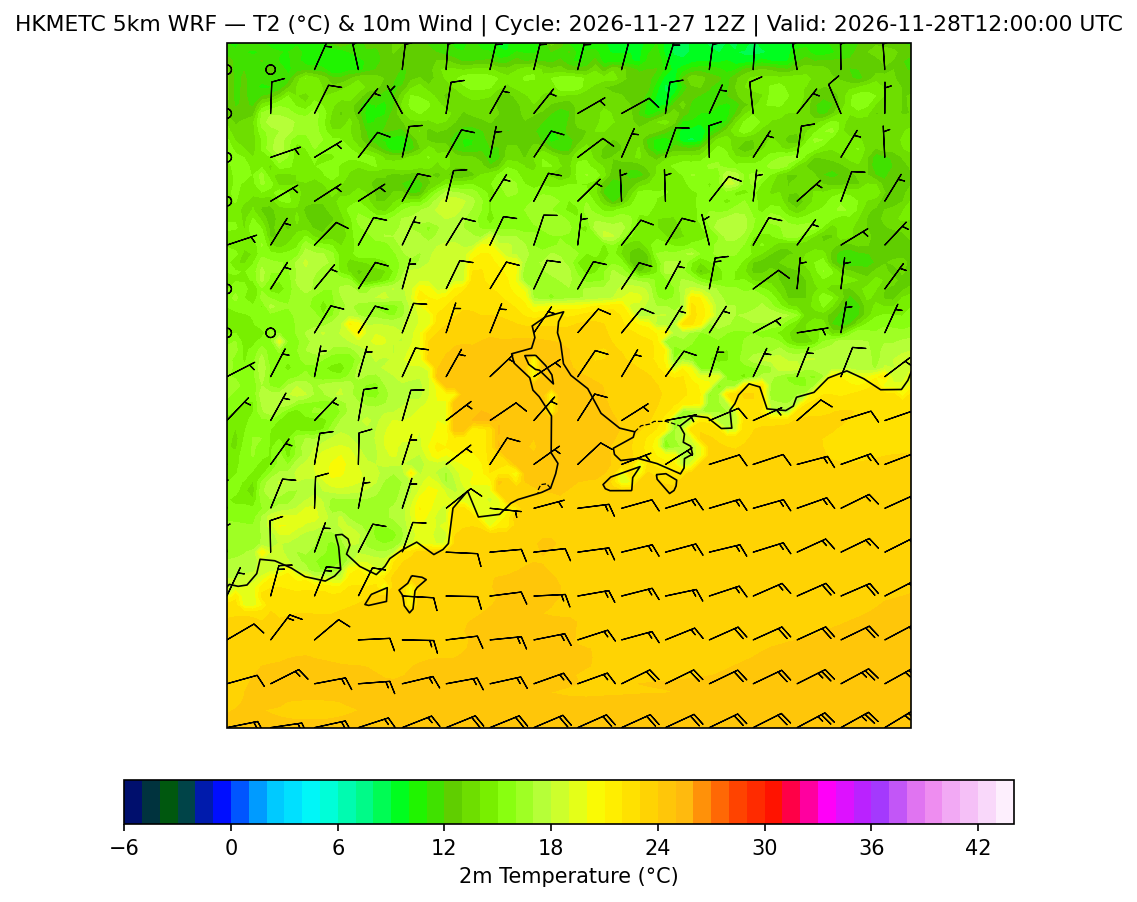 HKMETC 5km WRF — T2 (°C) & 10m Wind | Cycle: 2026-11-27 12Z | Valid: 2026-11-28T12:00:00 UTC
−6 0 6 12 18 24 30 36 42
2m Temperature (°C)